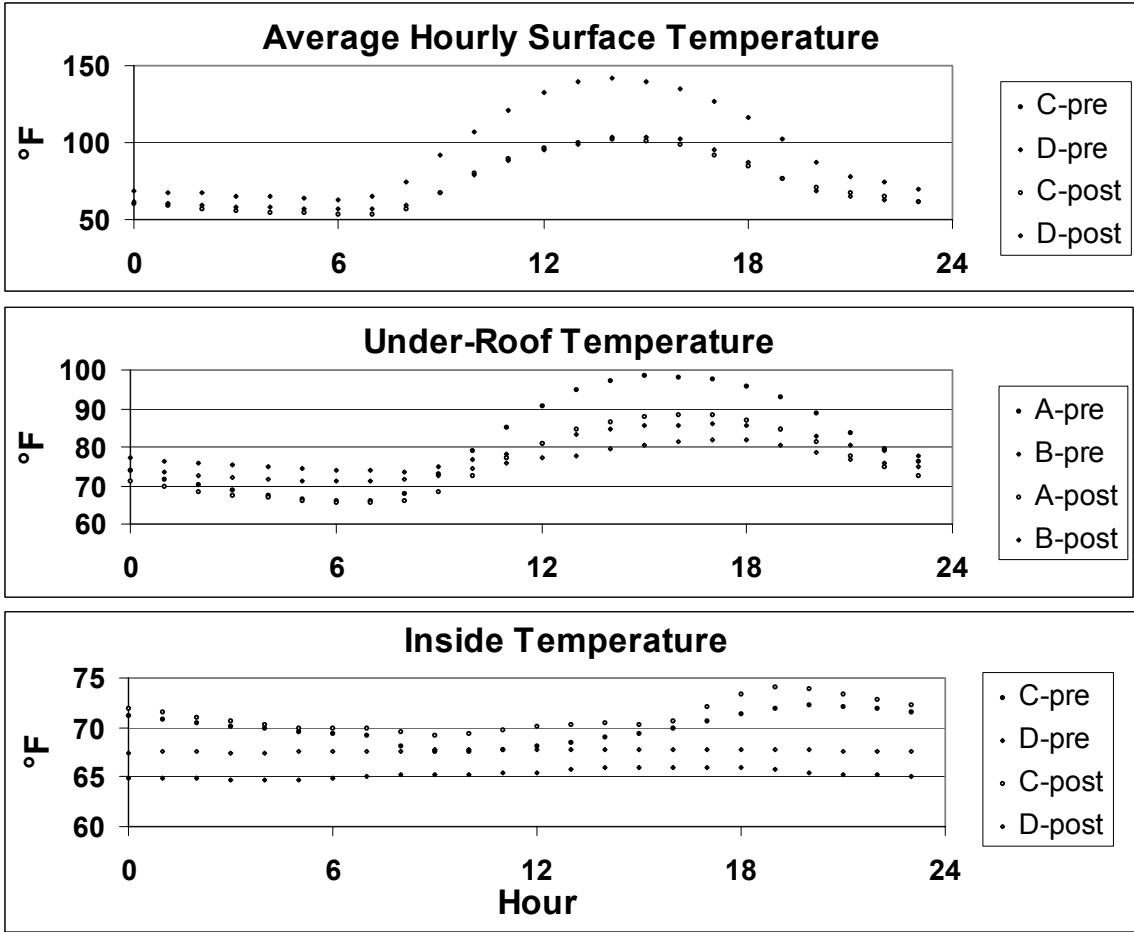 Average Hourly Surface Temperature
150
100
50
°F
0 6 12 18 24
C-pre
D-pre
C-post
D-post
Under-Roof Temperature
100
90
80
70
60
°F
0 6 12 18 24
A-pre
B-pre
A-post
B-post
Inside Temperature
75
70
65
60
°F
0 6 12 18 24
Hour
C-pre
D-pre
C-post
D-post